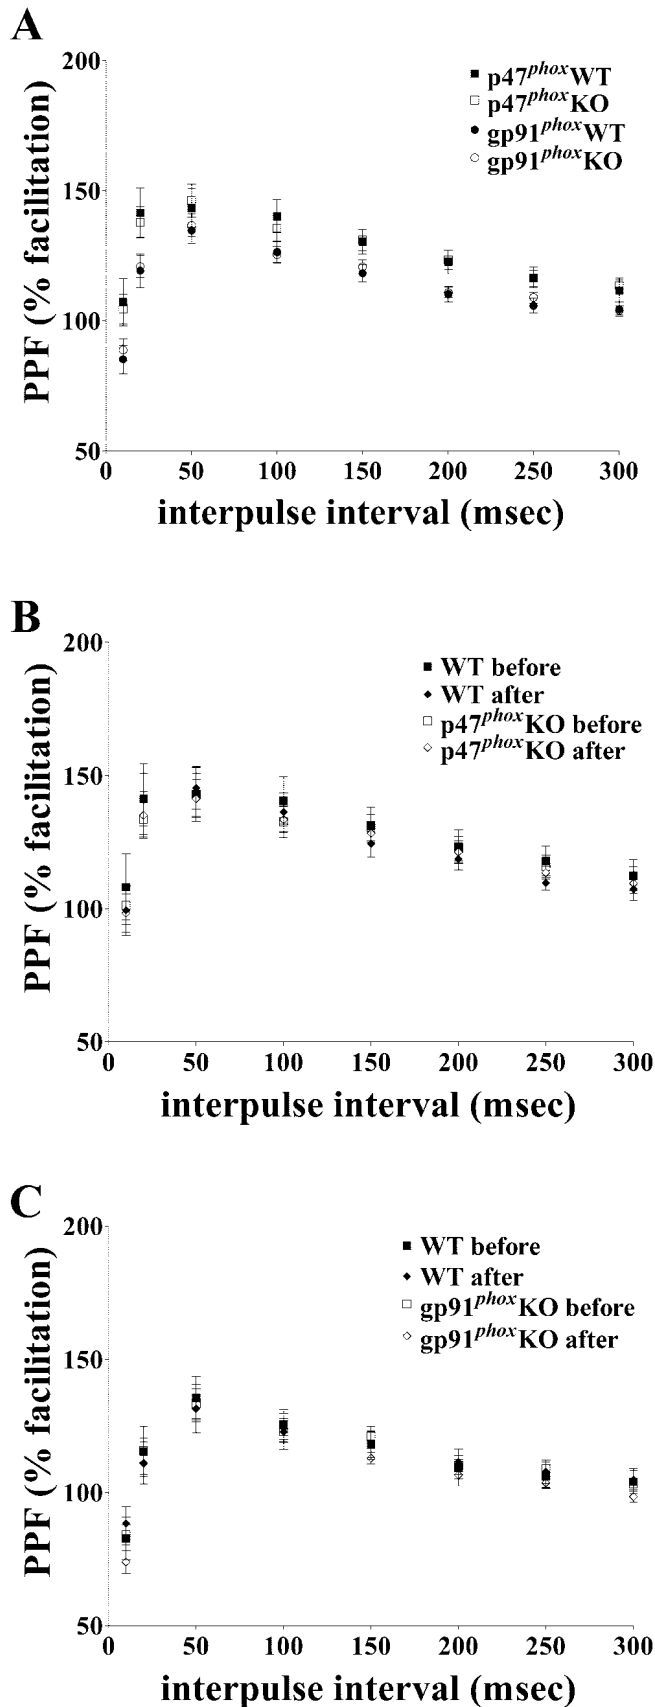 A
200
150
100
50
PPF (% facilitation)
p47phoxWT
p47phoxKO
gp91phoxWT
gp91phoxKO
0 50 100 150 200 250 300
interpulse interval (msec)
B
200
150
100
50
PPF (% facilitation)
WT before
WT after
p47phoxKO before
p47phoxKO after
0 50 100 150 200 250 300
interpulse interval (msec)
C
200
150
100
50
PPF (% facilitation)
WT before
WT after
gp91phoxKO before
gp91phoxKO after
0 50 100 150 200 250 300
interpulse interval (msec)